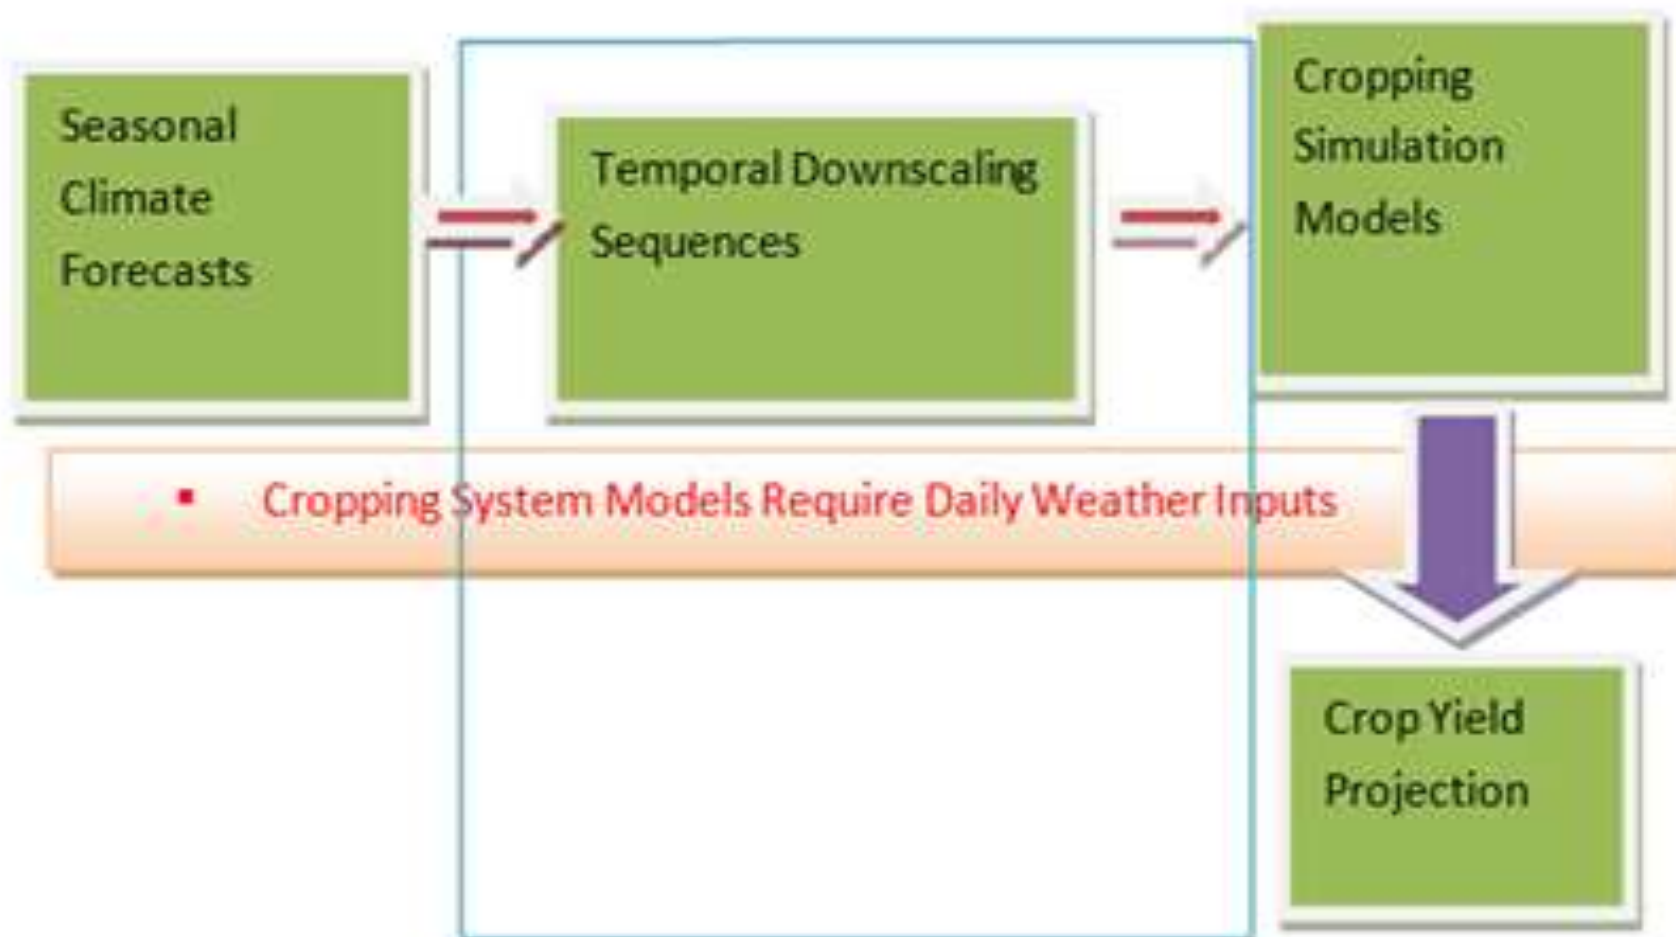 Seasonal
Climate
Forecasts
Temporal Downscaling
Sequences
Cropping
Simulation
Models
▪ Cropping System Models Require Daily Weather Inputs
Crop Yield
Projection